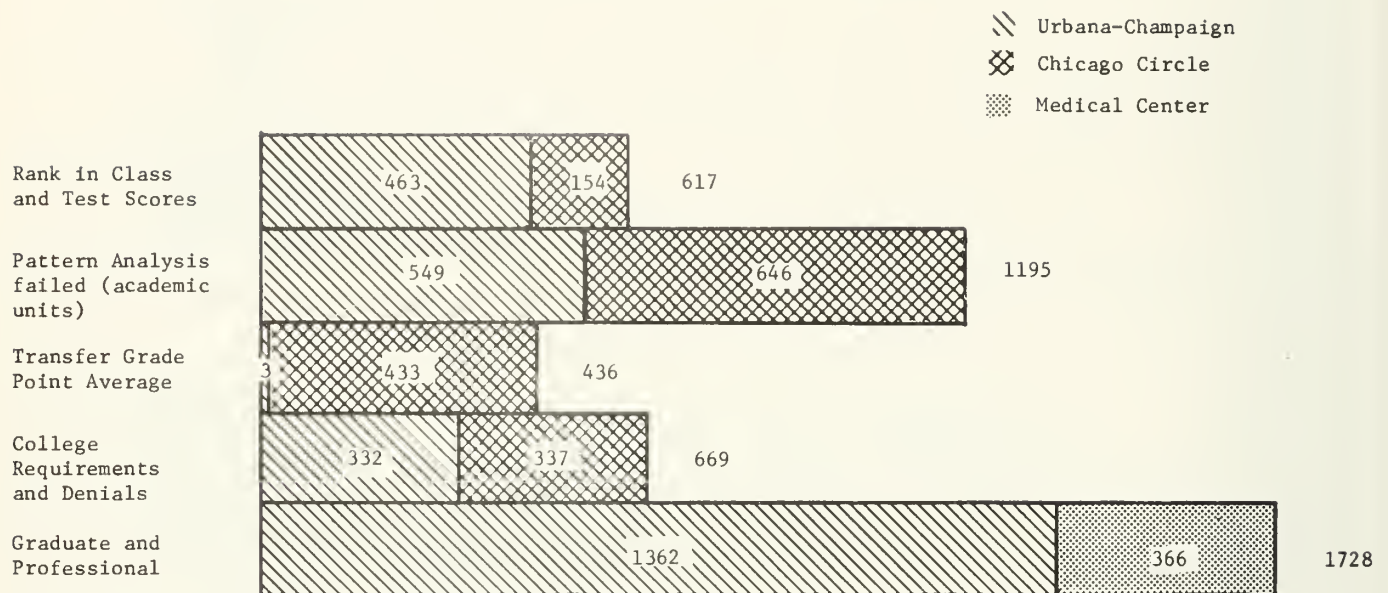 Urbana-Champaign
Chicago Circle
Medical Center
Rank in Class
and Test Scores
463
154
617
Pattern Analysis
failed (academic
units)
549
646
1195
Transfer Grade
Point Average
3
433
436
College
Requirements
and Denials
332
337
669
Graduate and
Professional
1362
366
1728